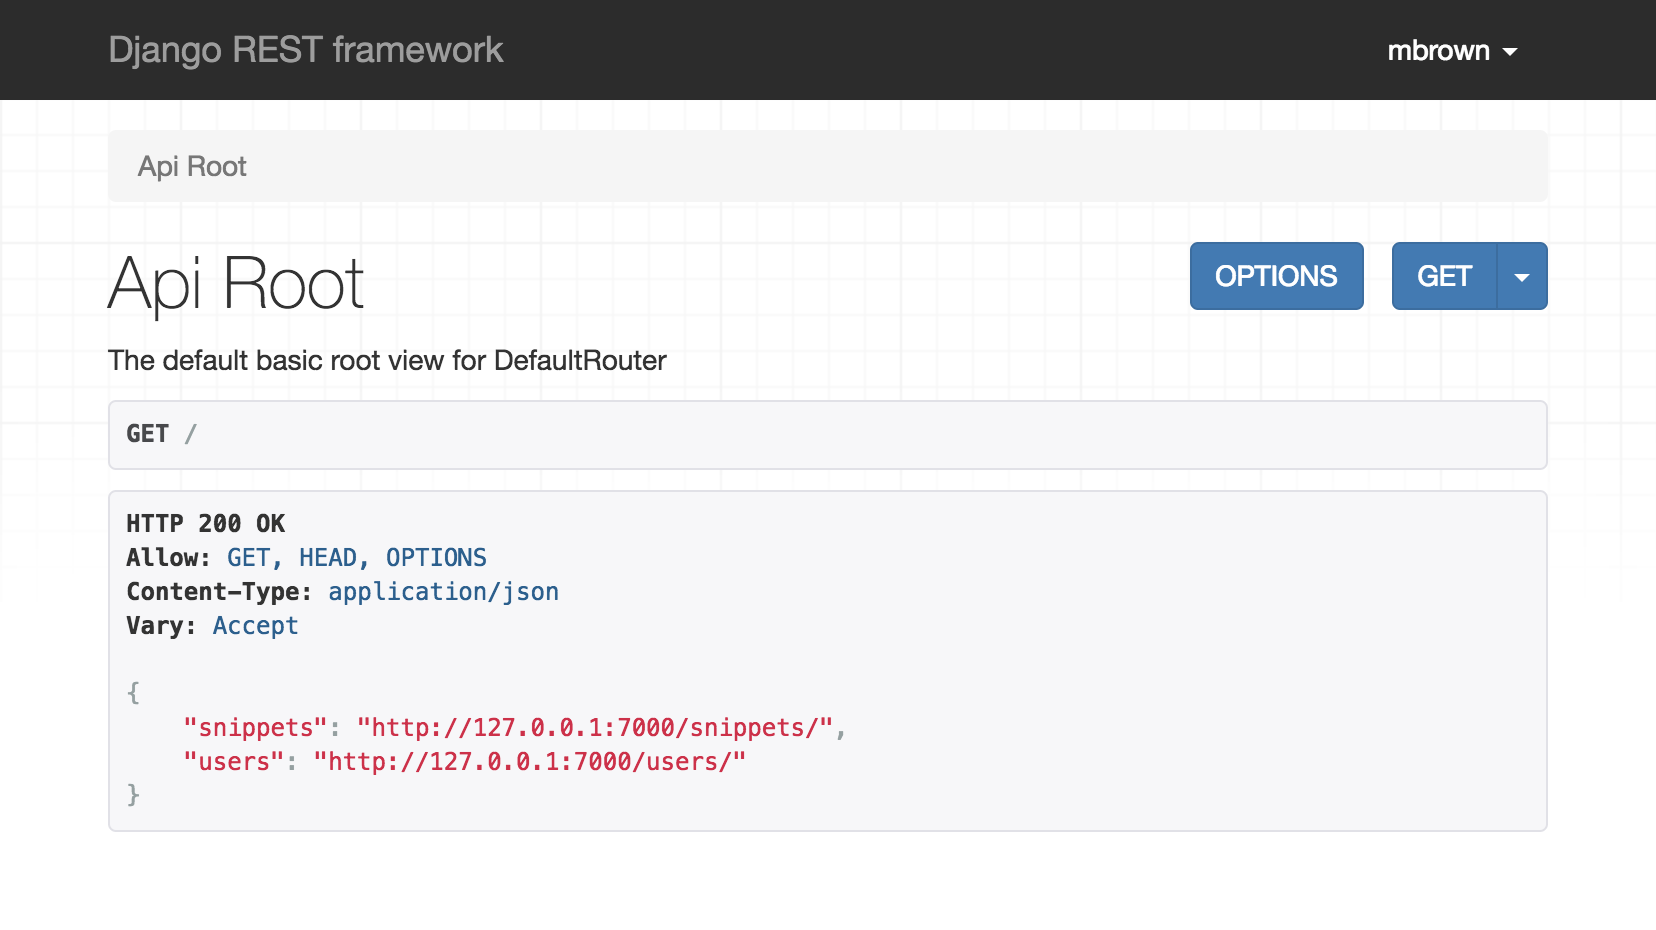 Django REST framework
mbrown
Api Root
Api Root
OPTIONS
GET
The default basic root view for DefaultRouter
GET /
HTTP 200 OK
Allow: GET, HEAD, OPTIONS
Content-Type: application/json
Vary: Accept
{
    "snippets": "http://127.0.0.1:7000/snippets/",
    "users": "http://127.0.0.1:7000/users/"
}